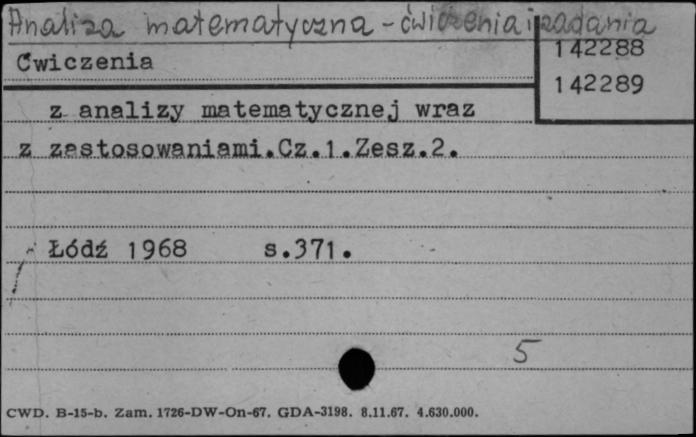 Analiza matematyczna - ćwiczenia i zadania
Cwiczenia
142288
142289
z analizy matematycznej wraz
z zastosowaniami.Cz.1.Zesz.2.
Łódź 1968 s.371.
5
CWD. B-15-b. Zam. 1726-DW-On-67. GDA-3198. 8.11.67. 4.630.000.